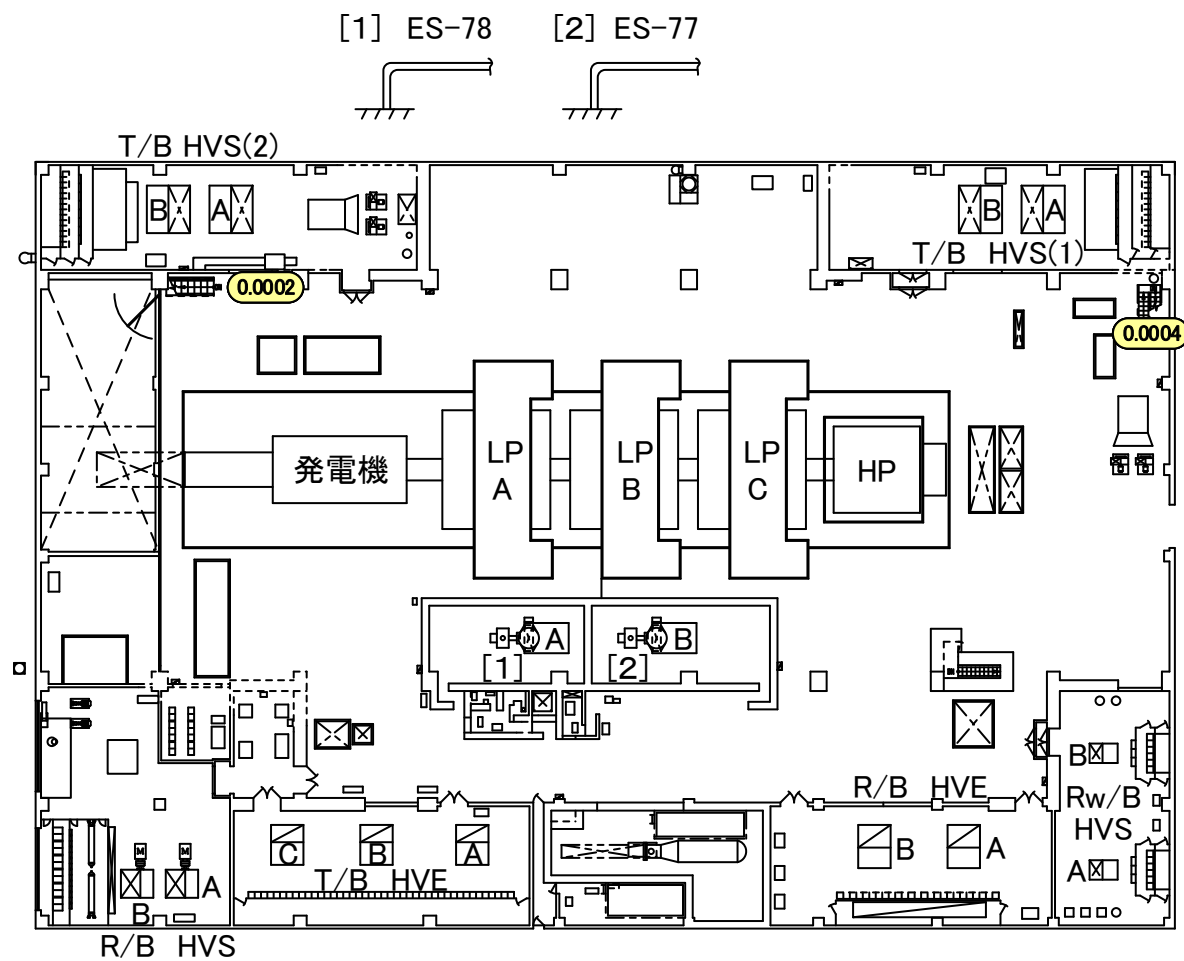 [1] ES-78
[2] ES-77
T/B HVS(2)
B
A
B
A
T/B HVS(1)
0.0002
0.0004
発電機
LP
A
LP
B
LP
C
HP
A
B
[1]
[2]
R/B HVE
B
Rw/B
HVS
A
C
B
A
T/B HVE
B
A
M
M
A
B
R/B HVS